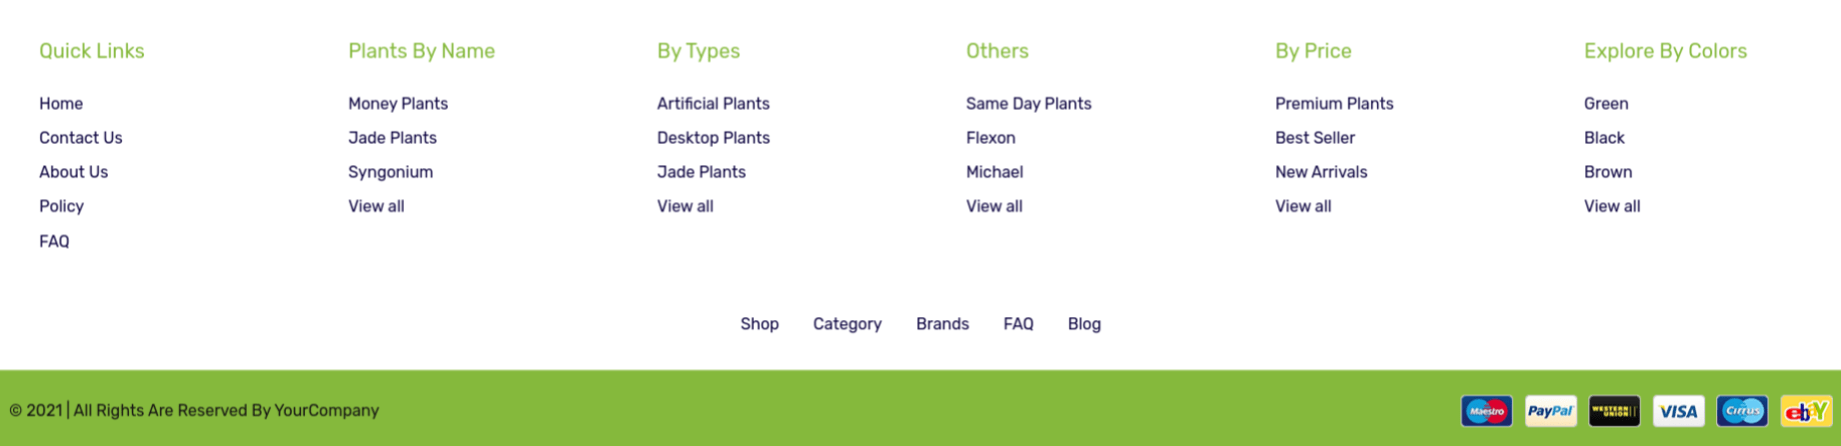 Quick Links
Home
Contact Us
About Us
Policy
FAQ
Plants By Name
Money Plants
Jade Plants
Syngonium
View all
By Types
Artificial Plants
Desktop Plants
Jade Plants
View all
Others
Same Day Plants
Flexon
Michael
View all
By Price
Premium Plants
Best Seller
New Arrivals
View all
Explore By Colors
Green
Black
Brown
View all
Shop Category Brands FAQ Blog
© 2021 | All Rights Are Reserved By YourCompany
Maestro PayPal WESTERN UNION VISA Cirrus ebay